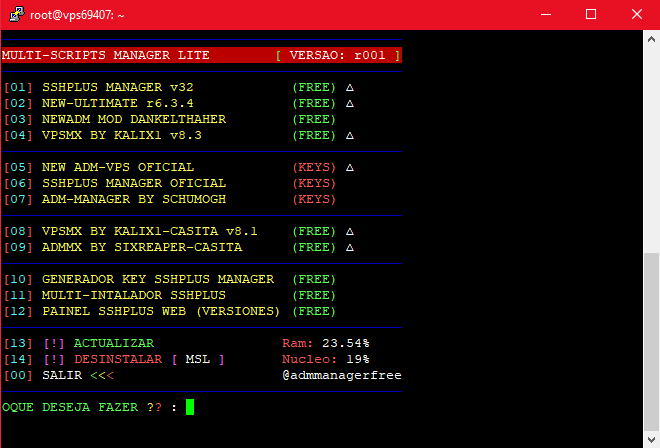 root@vps69407: ~
MULTI-SCRIPTS MANAGER LITE [ VERSAO: r001 ]
[01] SSHPLUS MANAGER v32 (FREE) Δ
[02] NEW-ULTIMATE r6.3.4 (FREE) Δ
[03] NEWADM MOD DANKELTHAHER (FREE)
[04] VPSMX BY KALIX1 v8.3 (FREE) Δ
[05] NEW ADM-VPS OFICIAL (KEYS) Δ
[06] SSHPLUS MANAGER OFICIAL (KEYS)
[07] ADM-MANAGER BY SCHUMOGH (KEYS)
[08] VPSMX BY KALIX1-CASITA v8.1 (FREE) Δ
[09] ADMMX BY SIXREAPER-CASITA (FREE) Δ
[10] GENERADOR KEY SSHPLUS MANAGER (FREE)
[11] MULTI-INTALADOR SSHPLUS (FREE)
[12] PAINEL SSHPLUS WEB (VERSIONES) (FREE)
[13] [!] ACTUALIZAR Ram: 23.54%
[14] [!] DESINSTALAR [ MSL ] Nucleo: 19%
[00] SALIR <<< @admmanagerfree
OQUE DESEJA FAZER ?? :